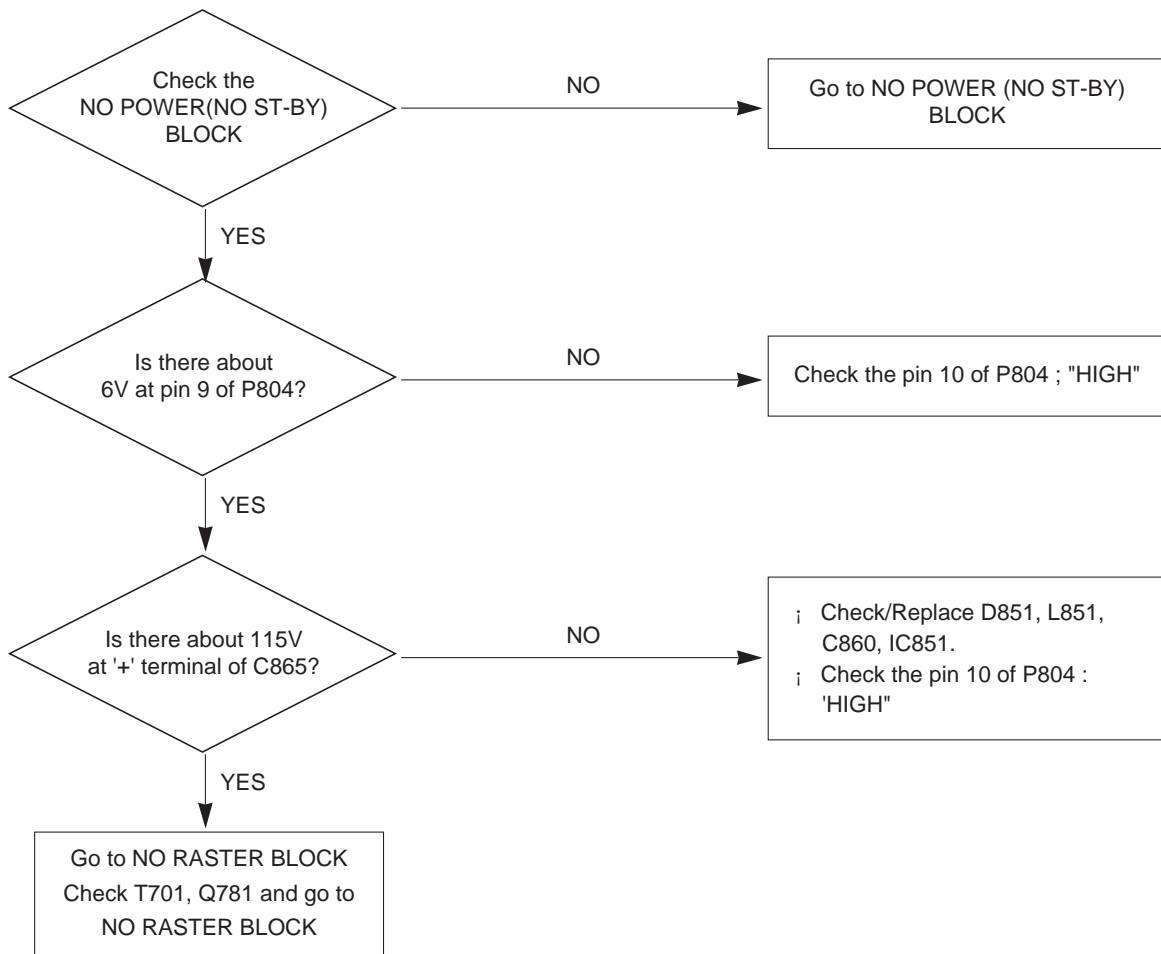 Check the
NO POWER(NO ST-BY)
BLOCK
NO
Go to NO POWER (NO ST-BY)
BLOCK
YES
Is there about
6V at pin 9 of P804?
NO
Check the pin 10 of P804 ; "HIGH"
YES
Is there about 115V
at '+' terminal of C865?
NO
¡ Check/Replace D851, L851,
C860, IC851.
¡ Check the pin 10 of P804 :
'HIGH"
YES
Go to NO RASTER BLOCK
Check T701, Q781 and go to
NO RASTER BLOCK